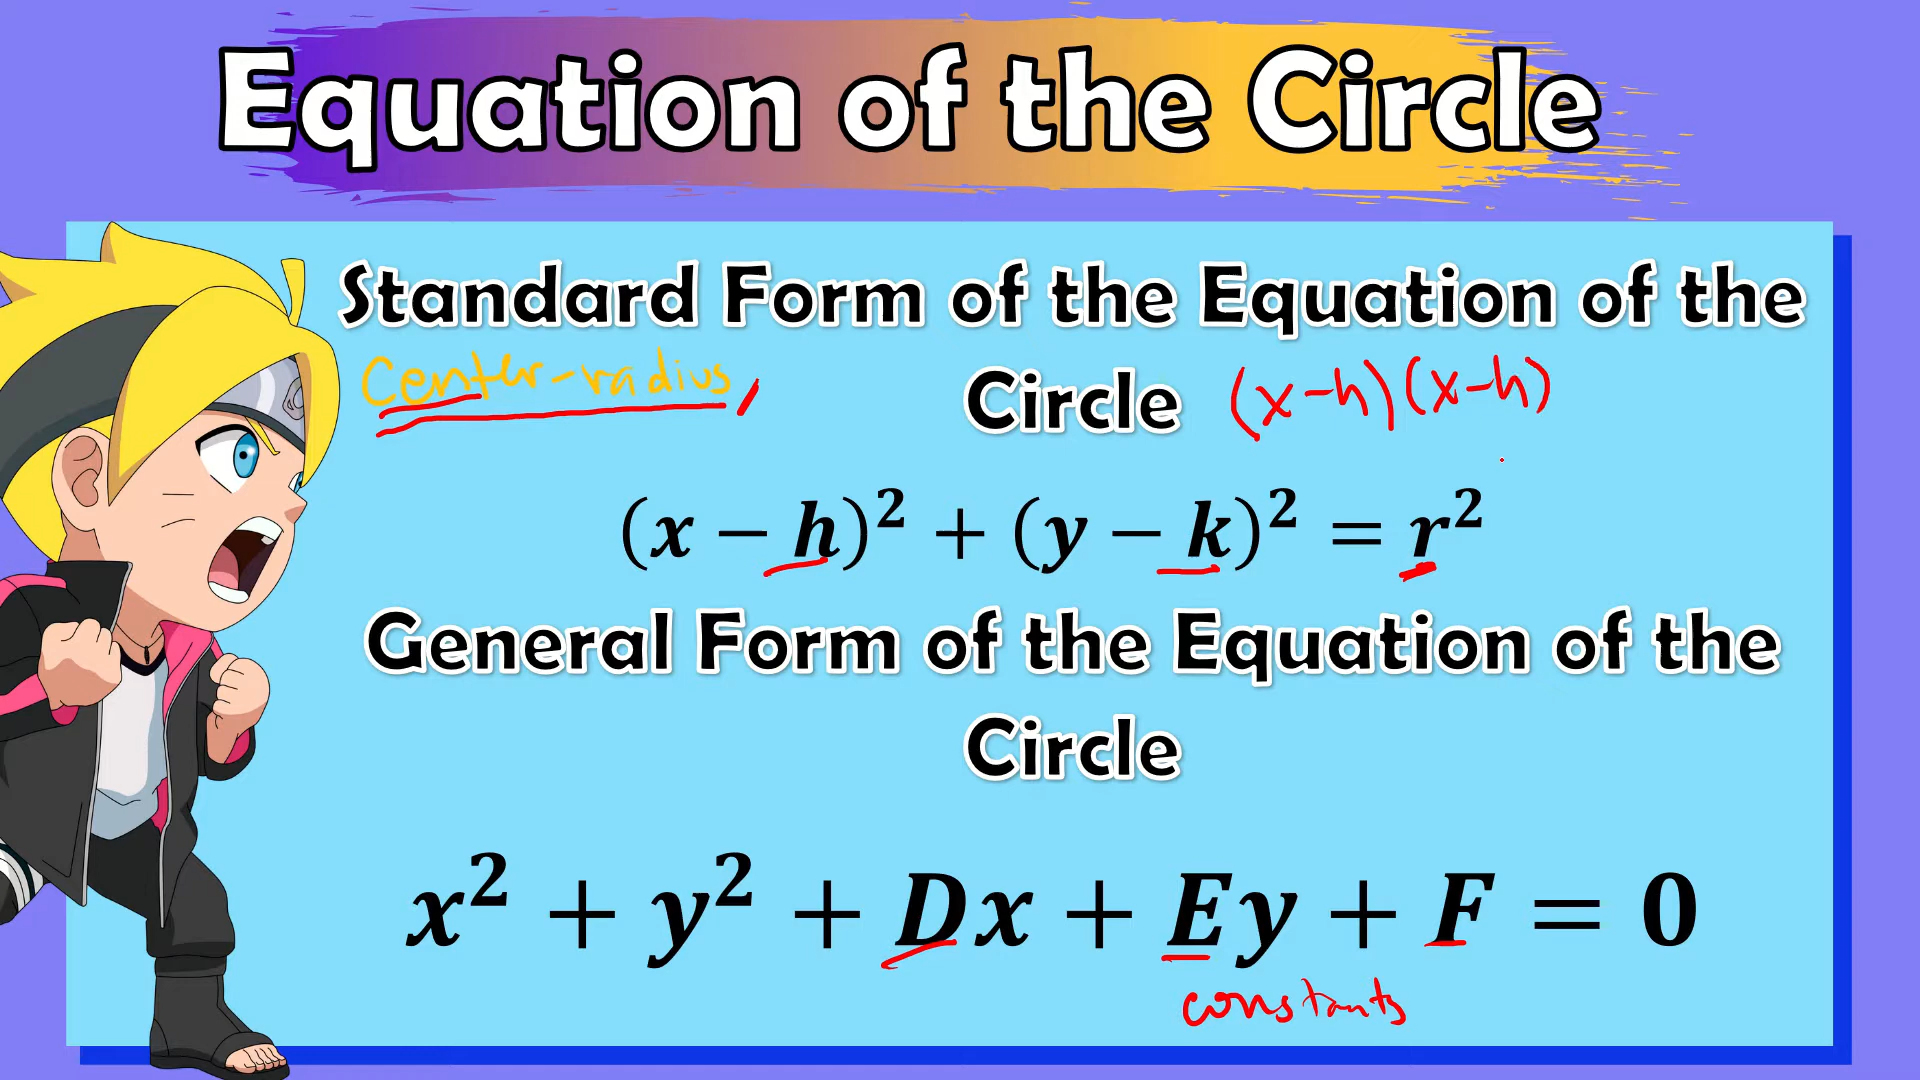 Equation of the Circle
Standard Form of the Equation of the
Center-radius,
Circle (x-h)(x-h)
(x − h)² + (y − k)² = r²
General Form of the Equation of the
Circle
x² + y² + Dx + Ey + F = 0
constants